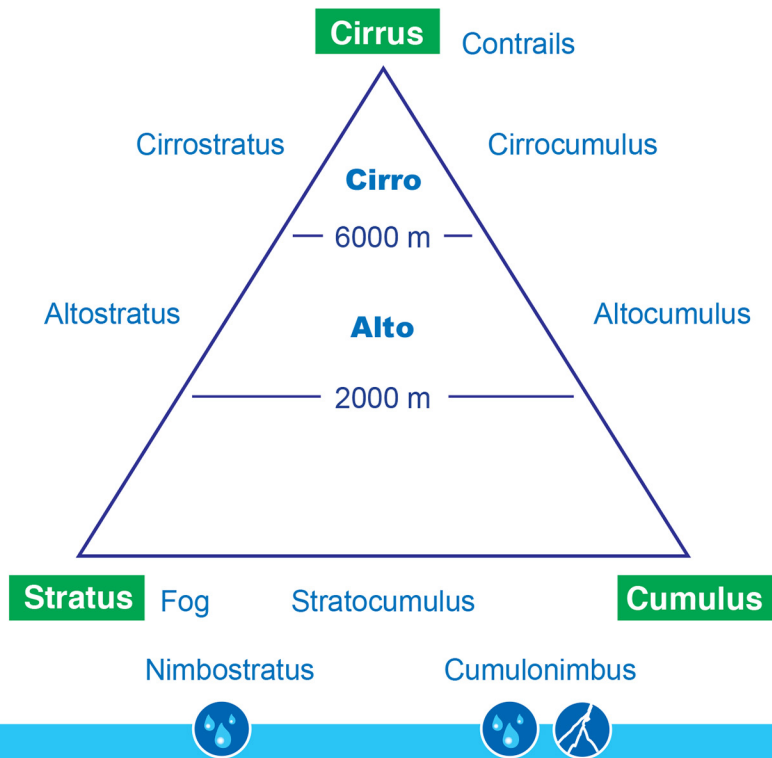 Cirrus Contrails
Cirrostratus Cirrocumulus
Cirro
6000 m
Altostratus Altocumulus
Alto
2000 m
Stratus Fog Stratocumulus Cumulus
Nimbostratus Cumulonimbus